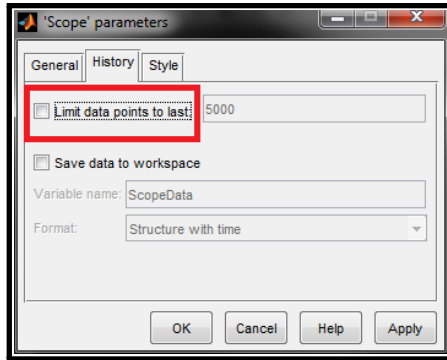 'Scope' parameters
General History Style
Limit data points to last: 5000
Save data to workspace
Variable name: ScopeData
Format: Structure with time
OK Cancel Help Apply